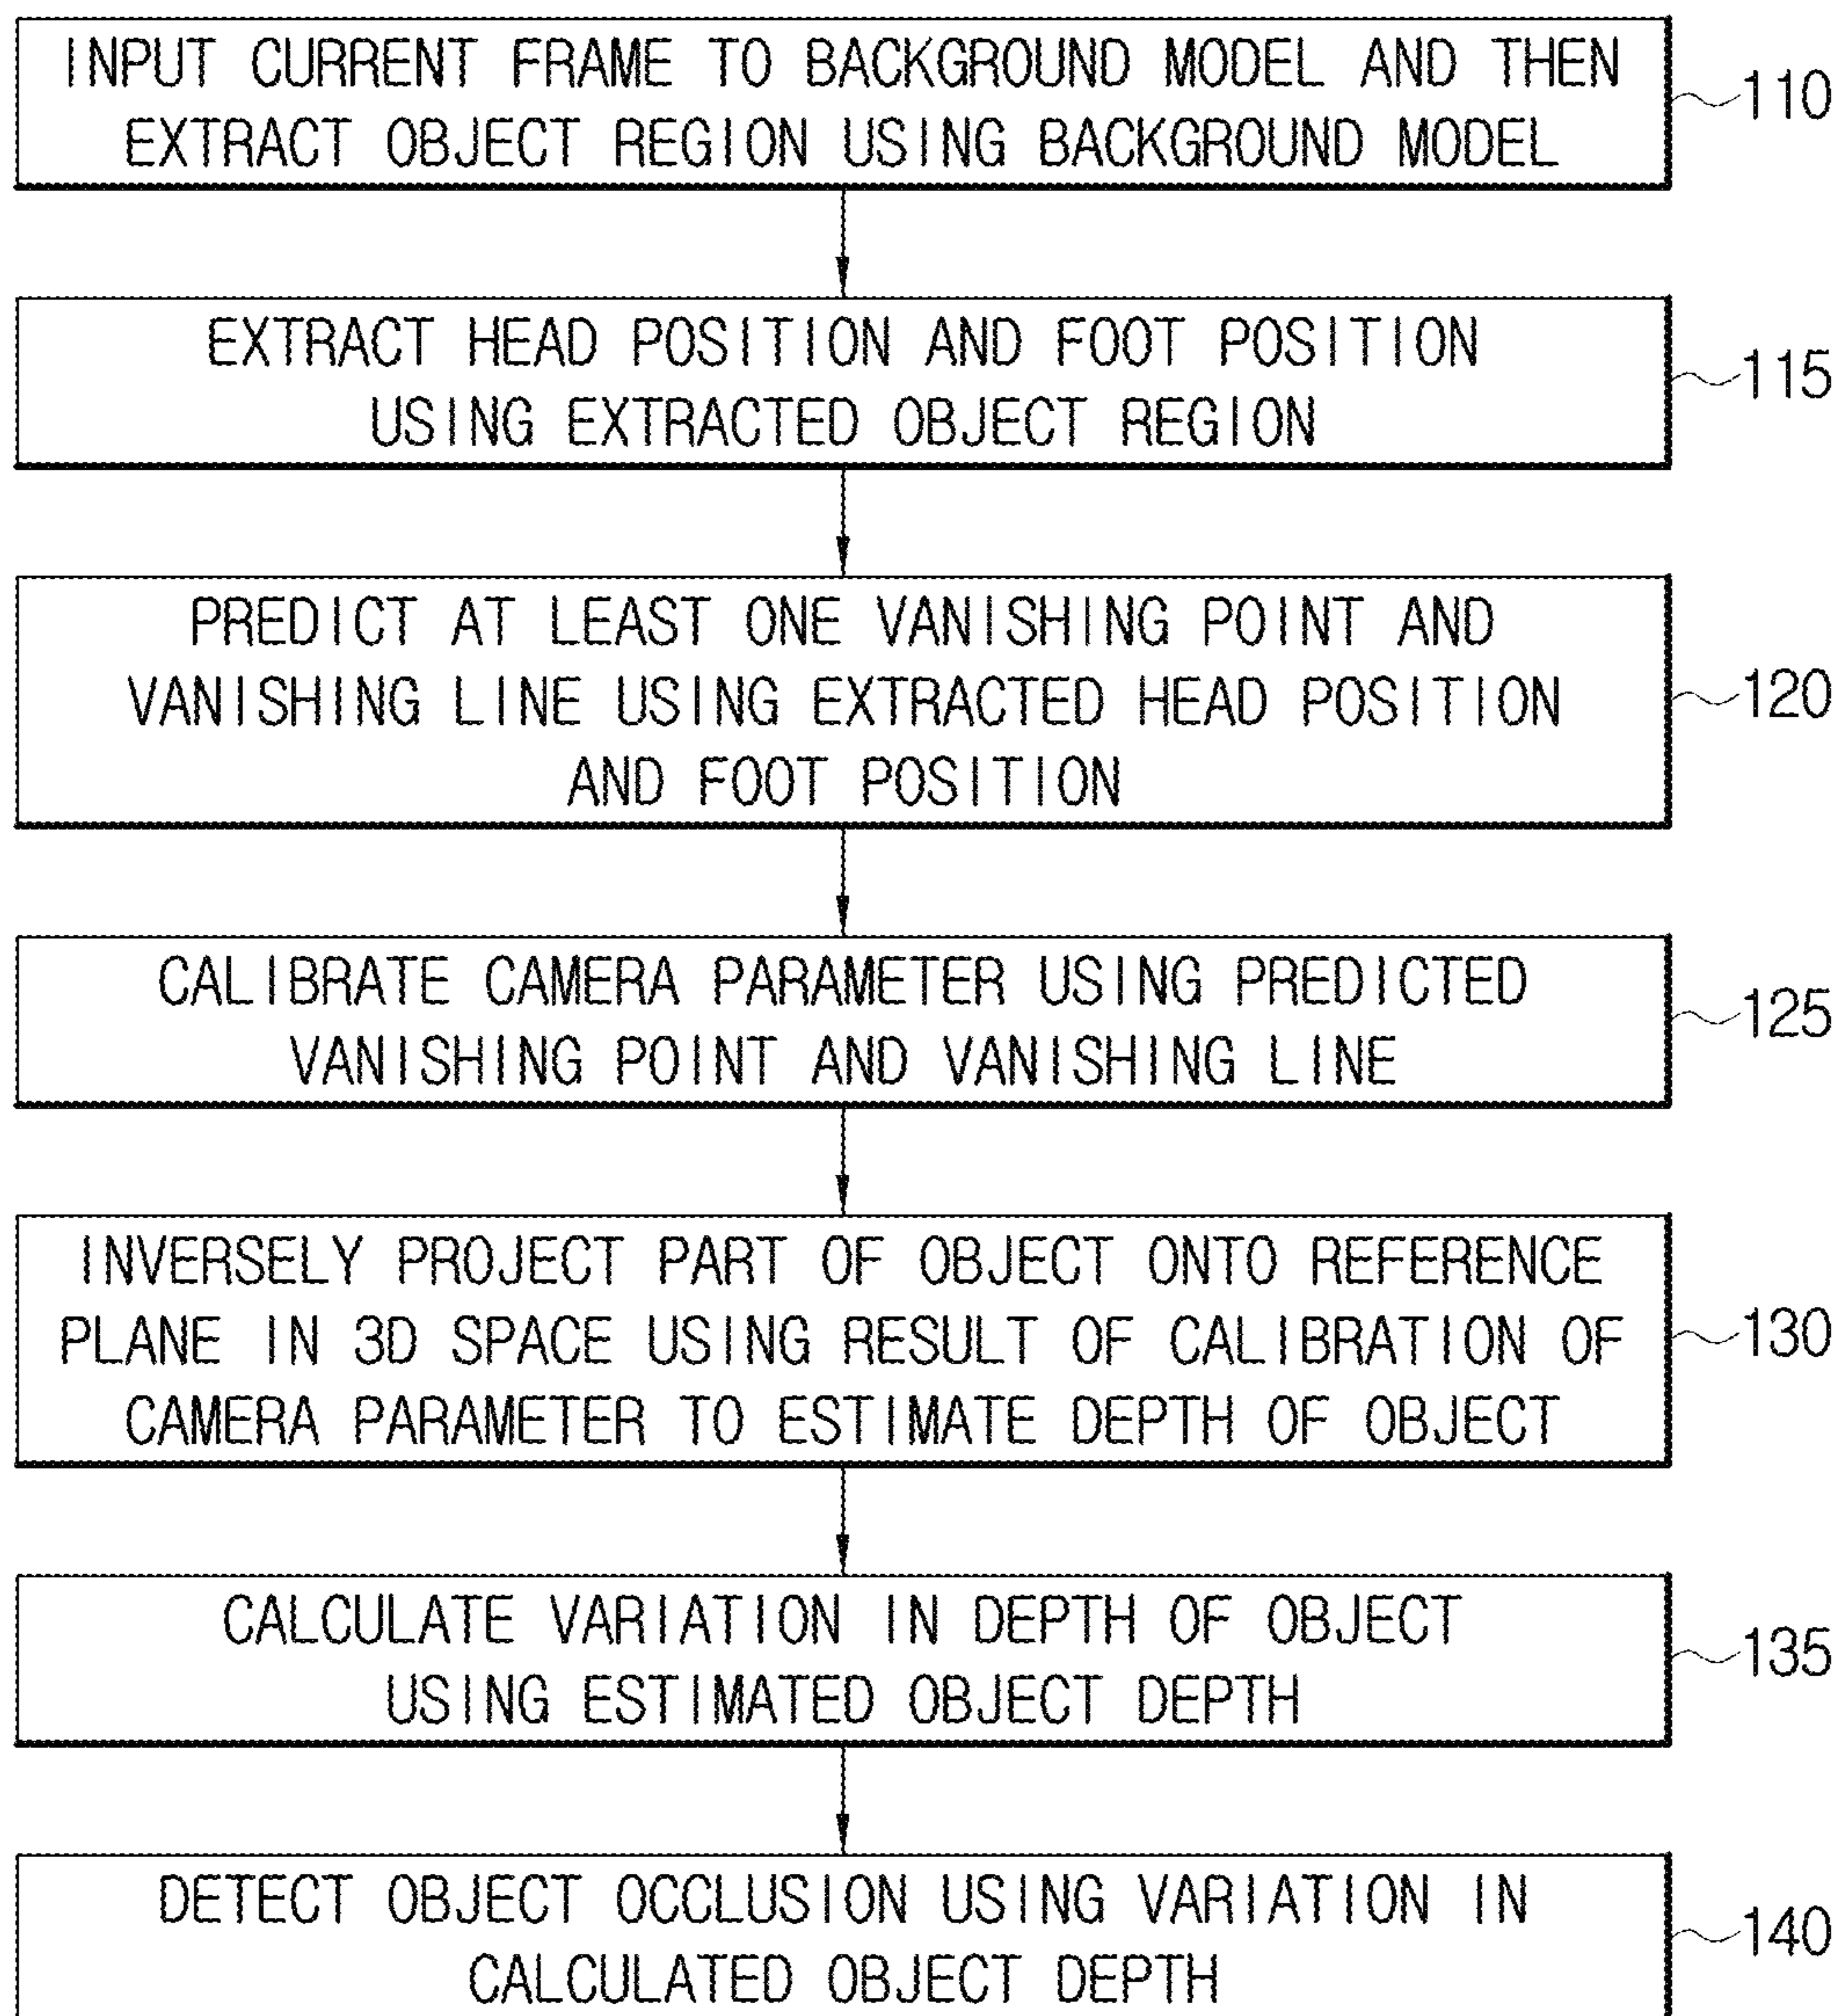 INPUT CURRENT FRAME TO BACKGROUND MODEL AND THEN
EXTRACT OBJECT REGION USING BACKGROUND MODEL
110
EXTRACT HEAD POSITION AND FOOT POSITION
USING EXTRACTED OBJECT REGION
115
PREDICT AT LEAST ONE VANISHING POINT AND
VANISHING LINE USING EXTRACTED HEAD POSITION
AND FOOT POSITION
120
CALIBRATE CAMERA PARAMETER USING PREDICTED
VANISHING POINT AND VANISHING LINE
125
INVERSELY PROJECT PART OF OBJECT ONTO REFERENCE
PLANE IN 3D SPACE USING RESULT OF CALIBRATION OF
CAMERA PARAMETER TO ESTIMATE DEPTH OF OBJECT
130
CALCULATE VARIATION IN DEPTH OF OBJECT
USING ESTIMATED OBJECT DEPTH
135
DETECT OBJECT OCCLUSION USING VARIATION IN
CALCULATED OBJECT DEPTH
140